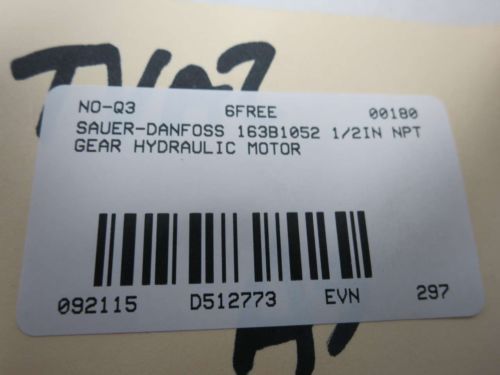 NO-Q3 6FREE 00180
SAUER-DANFOSS 163B1052 1/2IN NPT
GEAR HYDRAULIC MOTOR
092115 D512773 EVN 297